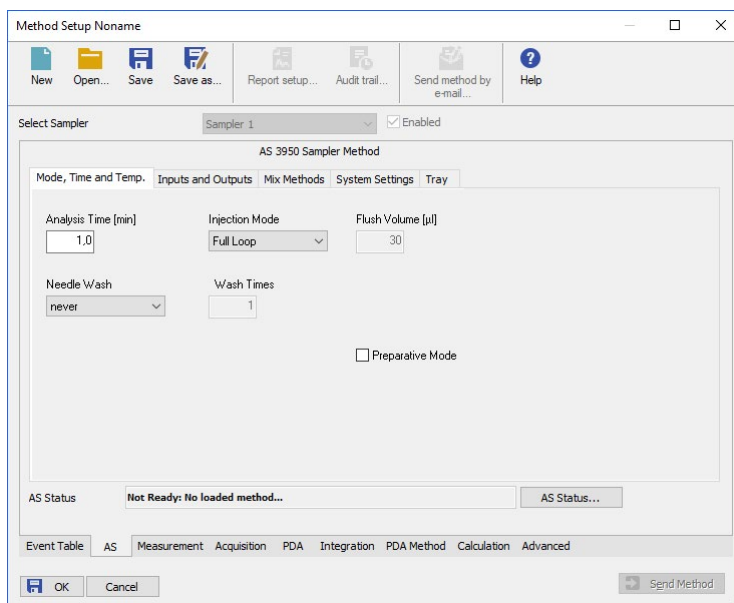 Method Setup Noname
New Open... Save Save as... Report setup... Audit trail... Send method by e-mail... Help
Select Sampler Sampler 1 Enabled
AS 3950 Sampler Method
Mode, Time and Temp. Inputs and Outputs Mix Methods System Settings Tray
Analysis Time [min] Injection Mode Flush Volume [µl]
1,0 Full Loop 30
Needle Wash Wash Times
never 1
Preparative Mode
AS Status Not Ready: No loaded method... AS Status...
Event Table AS Measurement Acquisition PDA Integration PDA Method Calculation Advanced
OK Cancel Send Method